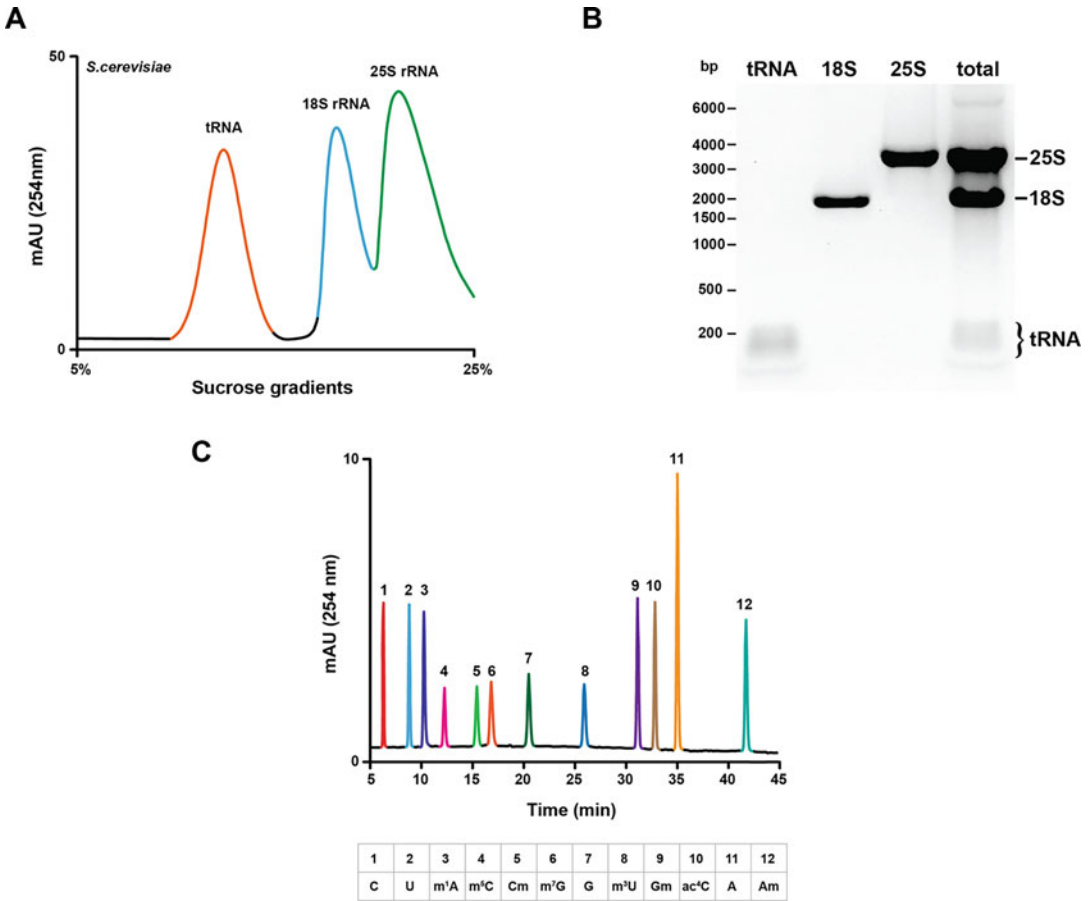 A
50
S.cerevisiae
tRNA
18S rRNA
25S rRNA
mAU (254nm)
0
5%
25%
Sucrose gradients
B
bp tRNA 18S 25S total
6000
4000
3000
2000
1500
1000
500
200
25S
18S
tRNA
C
10
mAU (254 nm)
0
1 2 3 4 5 6 7 8 9 10 11 12
5 10 15 20 25 30 35 40 45
Time (min)
1 2 3 4 5 6 7 8 9 10 11 12
C U m¹A m⁵C Cm m⁷G G m³U Gm ac⁴C A Am